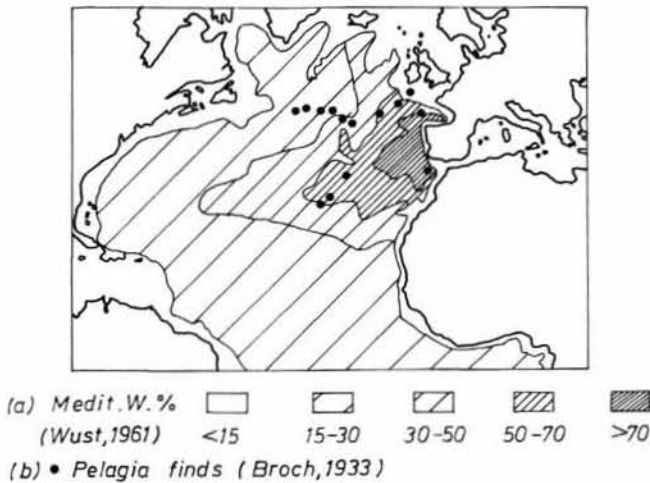 (a) Medit.W.%
(Wust,1961) <15 15-30 30-50 50-70 >70
(b) • Pelagia finds (Broch,1933)